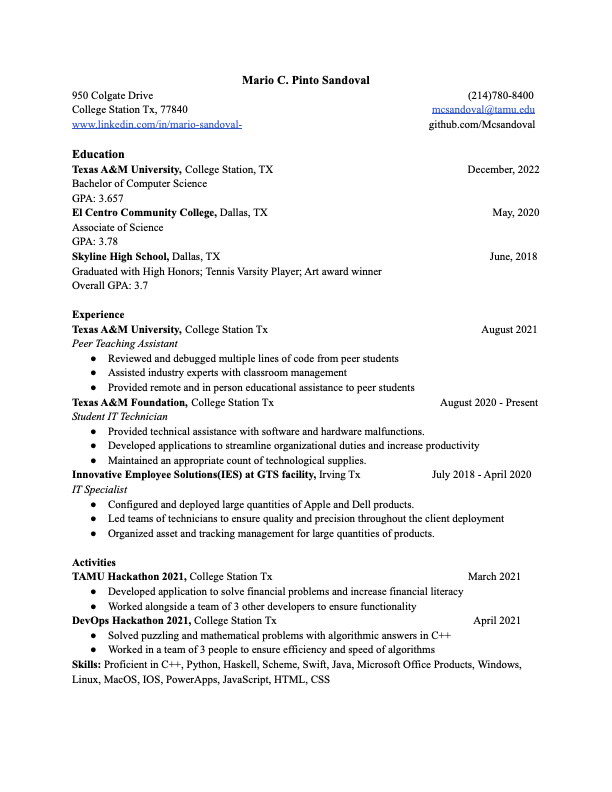 Mario C. Pinto Sandoval
950 Colgate Drive (214)780-8400
College Station Tx, 77840 mcsandoval@tamu.edu
www.linkedin.com/in/mario-sandoval- github.com/Mcsandoval
Education
Texas A&M University, College Station, TX December, 2022
Bachelor of Computer Science
GPA: 3.657
El Centro Community College, Dallas, TX May, 2020
Associate of Science
GPA: 3.78
Skyline High School, Dallas, TX June, 2018
Graduated with High Honors; Tennis Varsity Player; Art award winner
Overall GPA: 3.7
Experience
Texas A&M University, College Station Tx August 2021
Peer Teaching Assistant
● Reviewed and debugged multiple lines of code from peer students
● Assisted industry experts with classroom management
● Provided remote and in person educational assistance to peer students
Texas A&M Foundation, College Station Tx August 2020 - Present
Student IT Technician
● Provided technical assistance with software and hardware malfunctions.
● Developed applications to streamline organizational duties and increase productivity
● Maintained an appropriate count of technological supplies.
Innovative Employee Solutions(IES) at GTS facility, Irving Tx July 2018 - April 2020
IT Specialist
● Configured and deployed large quantities of Apple and Dell products.
● Led teams of technicians to ensure quality and precision throughout the client deployment
● Organized asset and tracking management for large quantities of products.
Activities
TAMU Hackathon 2021, College Station Tx March 2021
● Developed application to solve financial problems and increase financial literacy
● Worked alongside a team of 3 other developers to ensure functionality
DevOps Hackathon 2021, College Station Tx April 2021
● Solved puzzling and mathematical problems with algorithmic answers in C++
● Worked in a team of 3 people to ensure efficiency and speed of algorithms
Skills: Proficient in C++, Python, Haskell, Scheme, Swift, Java, Microsoft Office Products, Windows,
Linux, MacOS, IOS, PowerApps, JavaScript, HTML, CSS